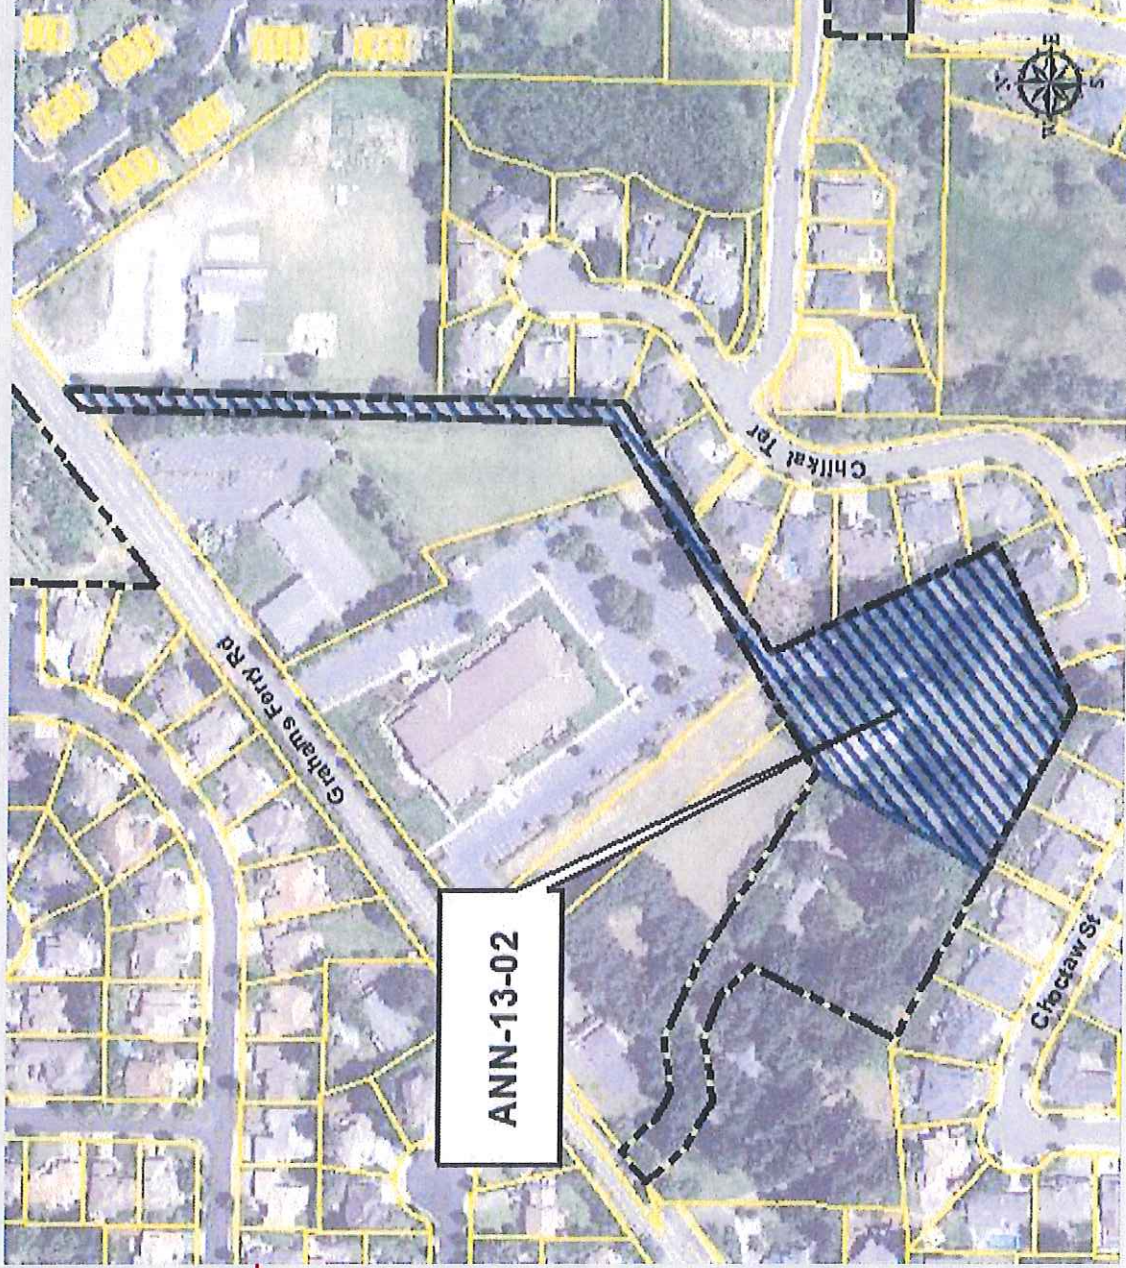 Grahams Ferry Rd
Chilkat Ter
Choctaw St
ANN-13-02
N
E
S
W